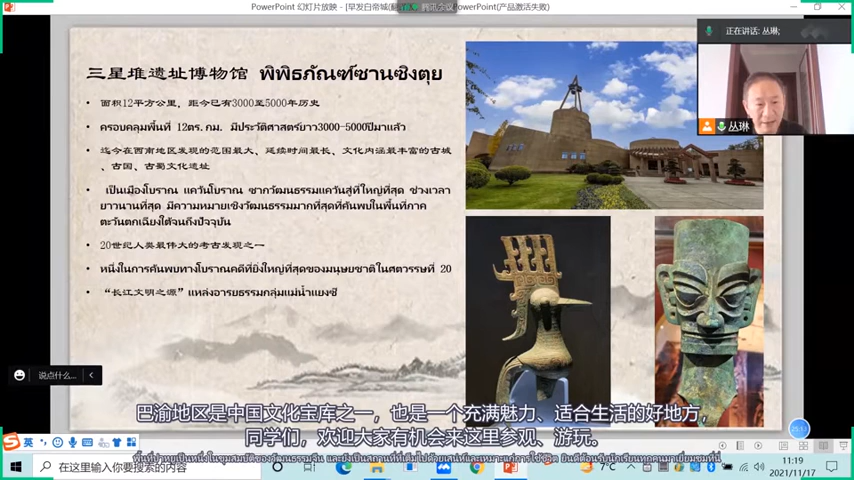 PowerPoint 幻灯片放映 - [早发白帝城 PowerPoint(产品激活失败)
腾讯会议
正在讲话: 丛琳;
丛琳
三星堆遗址博物馆 พิพิธภัณฑ์ซานซิงตุย
• 面积12平方公里，距今已有3000至5000年历史
• ครอบคลุมพื้นที่ 12ตร. กม. มีประวัติศาสตร์ยาว3000-5000ปีมาแล้ว
• 迄今在西南地区发现的范围最大、延续时间最长、文化内涵最丰富的古城、古国、古蜀文化遗址
• เป็นเมืองโบราณ แคว้นโบราณ ซากวัฒนธรรมแคว้นสู่ที่ใหญ่ที่สุด ช่วงเวลา
ยาวนานที่สุด มีความหมายเชิงวัฒนธรรมมากที่สุดที่ค้นพบในพื้นที่ภาค
ตะวันตกเฉียงใต้จนถึงปัจจุบัน
• 20世纪人类最伟大的考古发现之一
• หนึ่งในการค้นพบทางโบราณคดีที่ยิ่งใหญ่ที่สุดของมนุษยชาติในศตวรรษที่ 20
• “长江文明之源” แหล่งอารยธรรมกลุ่มแม่น้ำแยงซี
说点什么...
巴渝地区是中国文化宝库之一，也是一个充满魅力、适合生活的好地方，
同学们，欢迎大家有机会来这里参观、游玩。
英
在这里输入你要搜索的内容
7°C
英
11:19
2021/11/17